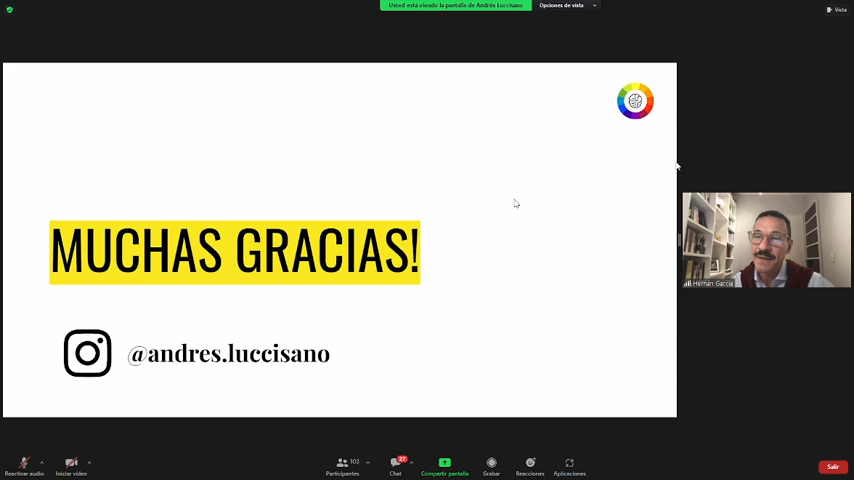 Usted está viendo la pantalla de Andrés Luccisano
Opciones de vista
Vista
MUCHAS GRACIAS!
@andres.luccisano
Hernán García
Reactivar audio
Iniciar video
103
Participantes
27
Chat
Compartir pantalla
Grabar
Reacciones
Aplicaciones
Salir